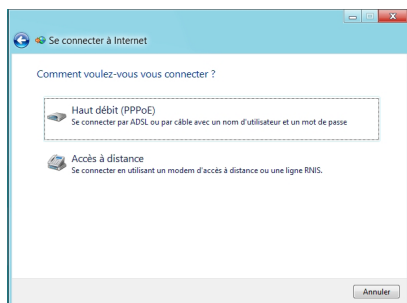 Se connecter à Internet
Comment voulez-vous vous connecter ?
Haut débit (PPPoE)
Se connecter par ADSL ou par câble avec un nom d'utilisateur et un mot de passe
Accès à distance
Se connecter en utilisant un modem d'accès à distance ou une ligne RNIS.
Annuler